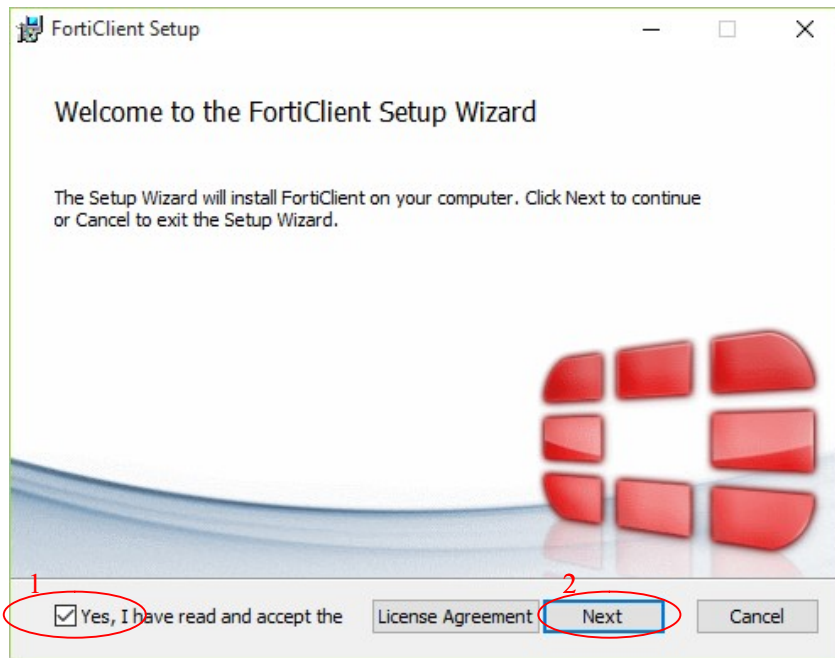 FortiClient Setup
Welcome to the FortiClient Setup Wizard
The Setup Wizard will install FortiClient on your computer. Click Next to continue
or Cancel to exit the Setup Wizard.
1 2
Yes, I have read and accept the License Agreement Next Cancel